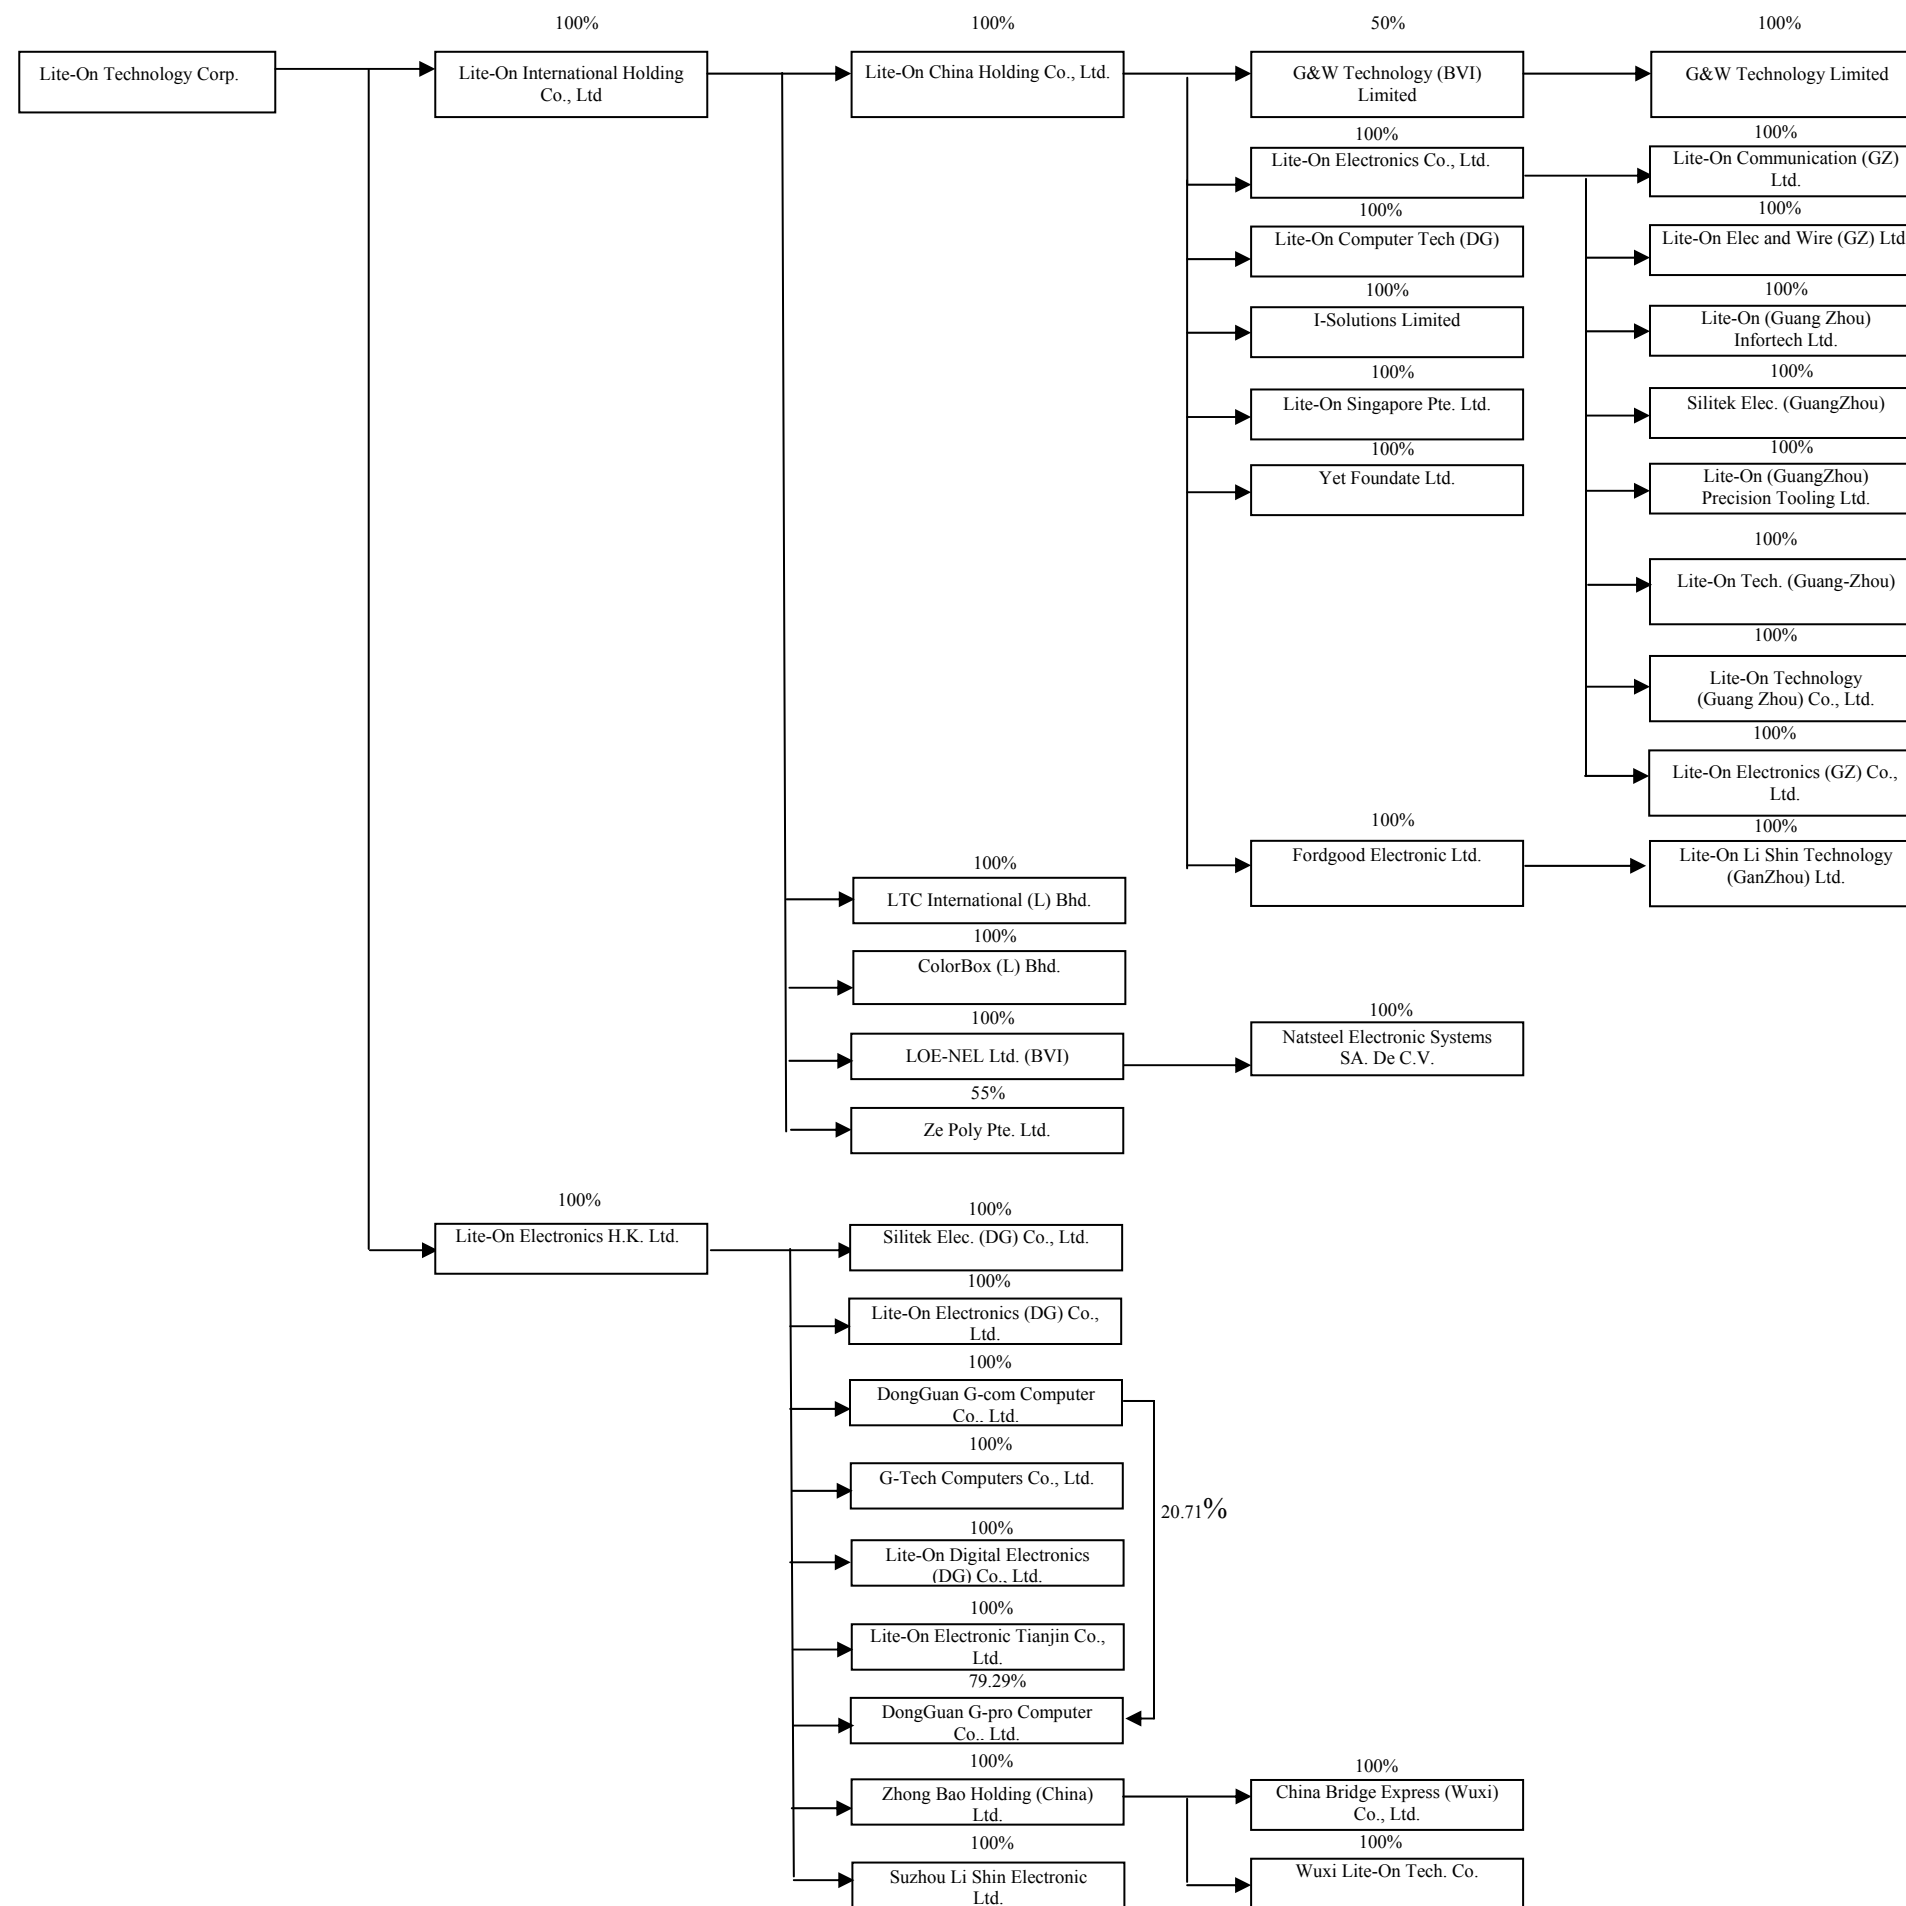 100%
100%
50%
100%
Lite-On Technology Corp.
Lite-On International Holding
Co., Ltd
Lite-On China Holding Co., Ltd.
G&W Technology (BVI)
Limited
G&W Technology Limited
100%
100%
Lite-On Electronics Co., Ltd.
Lite-On Communication (GZ)
Ltd.
100%
100%
Lite-On Computer Tech (DG)
Lite-On Elec and Wire (GZ) Ltd
100%
100%
I-Solutions Limited
Lite-On (Guang Zhou)
Infortech Ltd.
100%
100%
Lite-On Singapore Pte. Ltd.
Silitek Elec. (GuangZhou)
100%
100%
Yet Foundate Ltd.
Lite-On (GuangZhou)
Precision Tooling Ltd.
100%
Lite-On Tech. (Guang-Zhou)
100%
Lite-On Technology
(Guang Zhou) Co., Ltd.
100%
Lite-On Electronics (GZ) Co.,
Ltd.
100%
100%
Fordgood Electronic Ltd.
Lite-On Li Shin Technology
(GanZhou) Ltd.
100%
LTC International (L) Bhd.
100%
ColorBox (L) Bhd.
100%
100%
LOE-NEL Ltd. (BVI)
Natsteel Electronic Systems
SA. De C.V.
55%
Ze Poly Pte. Ltd.
100%
100%
Lite-On Electronics H.K. Ltd.
Silitek Elec. (DG) Co., Ltd.
100%
Lite-On Electronics (DG) Co.,
Ltd.
100%
DongGuan G-com Computer
Co., Ltd.
100%
G-Tech Computers Co., Ltd.
20.71%
100%
Lite-On Digital Electronics
(DG) Co., Ltd.
100%
Lite-On Electronic Tianjin Co.,
Ltd.
79.29%
DongGuan G-pro Computer
Co., Ltd.
100%
100%
Zhong Bao Holding (China)
Ltd.
China Bridge Express (Wuxi)
Co., Ltd.
100%
100%
Suzhou Li Shin Electronic
Ltd.
Wuxi Lite-On Tech. Co.